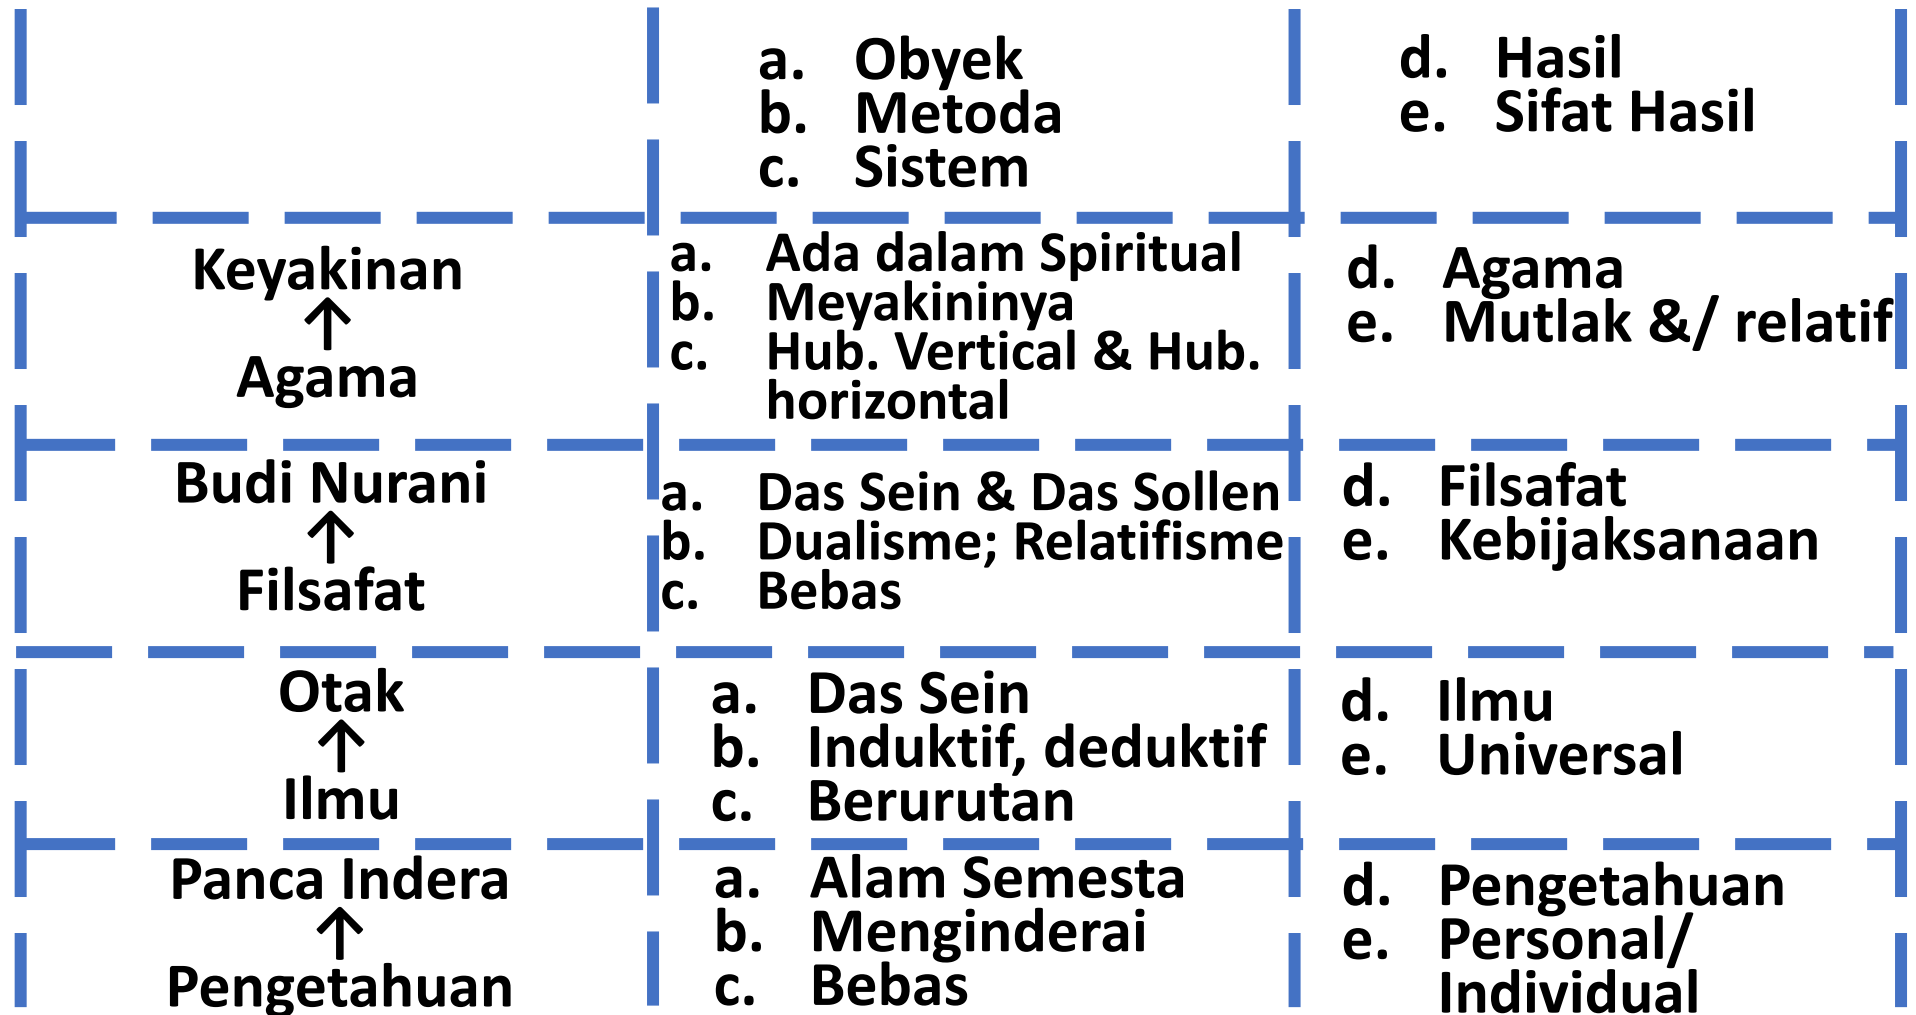 a. Obyek
b. Metoda
c. Sistem
d. Hasil
e. Sifat Hasil
Keyakinan
↑
Agama
a. Ada dalam Spiritual
b. Meyakininya
c. Hub. Vertical & Hub.
horizontal
d. Agama
e. Mutlak &/ relatif
Budi Nurani
↑
Filsafat
a. Das Sein & Das Sollen
b. Dualisme; Relatifisme
c. Bebas
d. Filsafat
e. Kebijaksanaan
Otak
↑
Ilmu
a. Das Sein
b. Induktif, deduktif
c. Berurutan
d. Ilmu
e. Universal
Panca Indera
↑
Pengetahuan
a. Alam Semesta
b. Menginderai
c. Bebas
d. Pengetahuan
e. Personal/
Individual